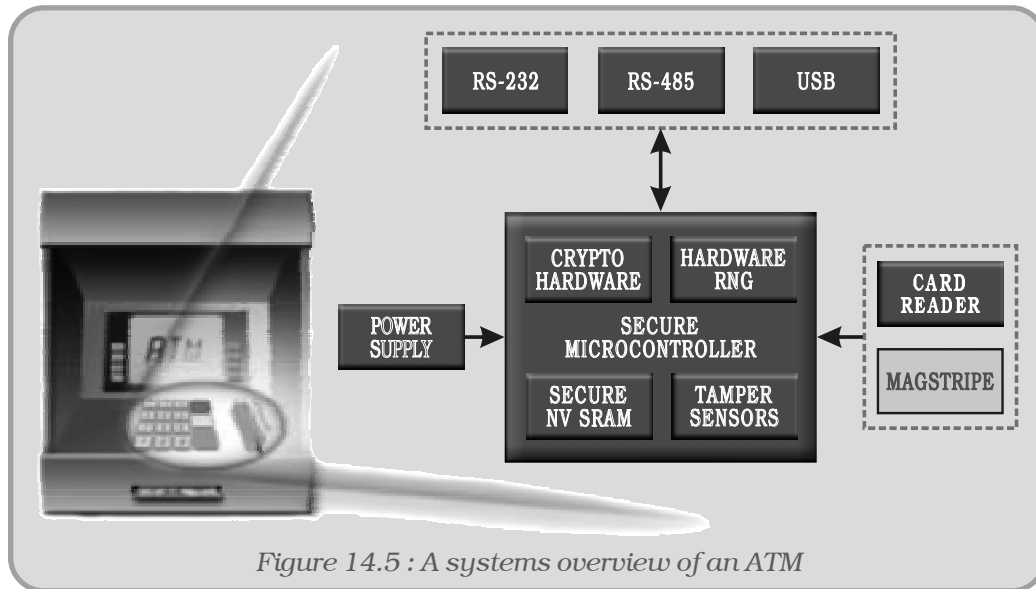 RS-232
RS-485
USB
CRYPTO
HARDWARE
HARDWARE
RNG
POWER
SUPPLY
SECURE
MICROCONTROLLER
SECURE
NV SRAM
TAMPER
SENSORS
CARD
READER
MAGSTRIPE
ATM
Figure 14.5 : A systems overview of an ATM